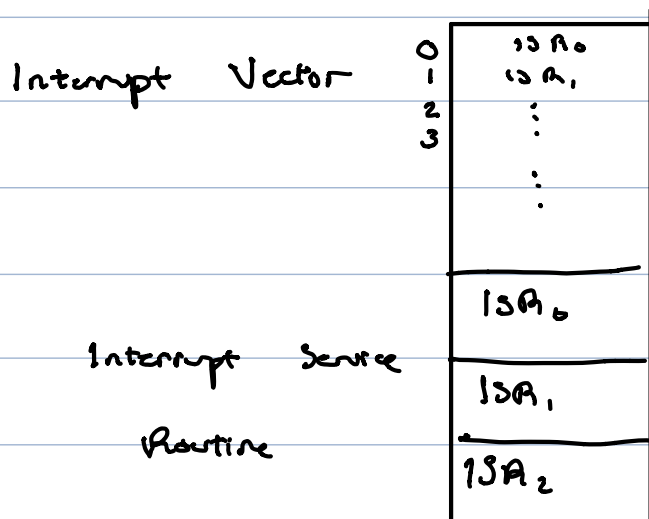 Interrupt Vector
0 ISR0
1 ISR1
2
3
ISR0
Interrupt Service
ISR1
Routine
ISR2